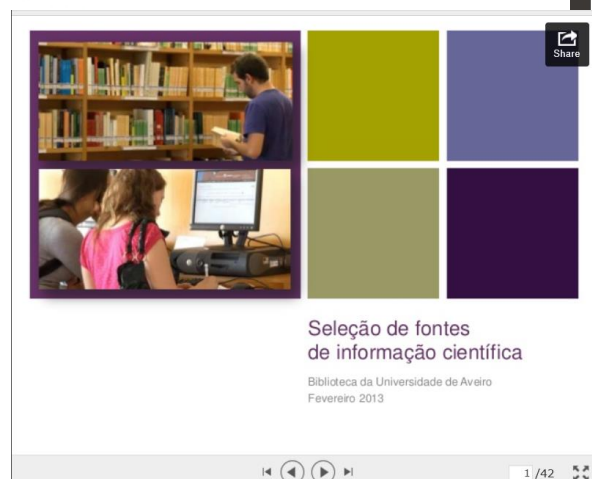 Share
Seleção de fontes
de informação científica
Biblioteca da Universidade de Aveiro
Fevereiro 2013
1 /42